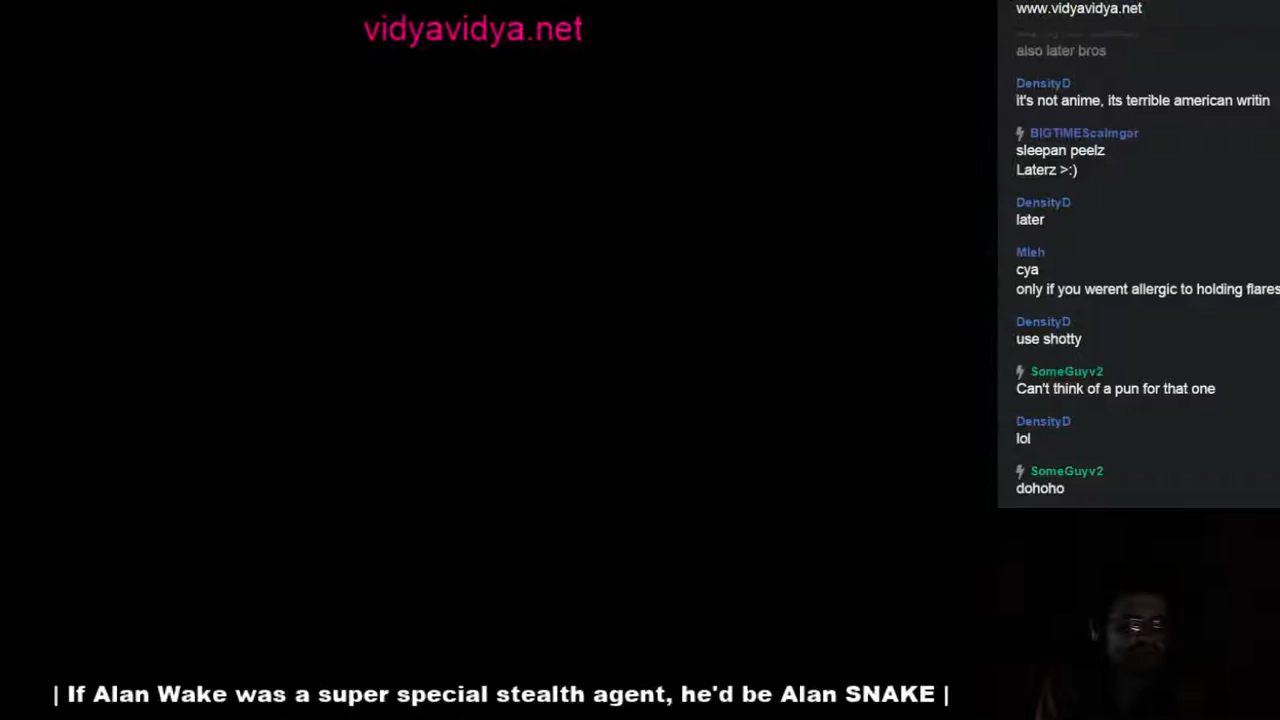 vidyavidya.net
www.vidyavidya.net
also later bros
DensityD
it's not anime, its terrible american writin
BIGTIMEScalmgar
sleepan peelz
Laterz >:)
DensityD
later
Mleh
cya
only if you werent allergic to holding flares
DensityD
use shotty
SomeGuyv2
Can't think of a pun for that one
DensityD
lol
SomeGuyv2
dohoho
| If Alan Wake was a super special stealth agent, he'd be Alan SNAKE |